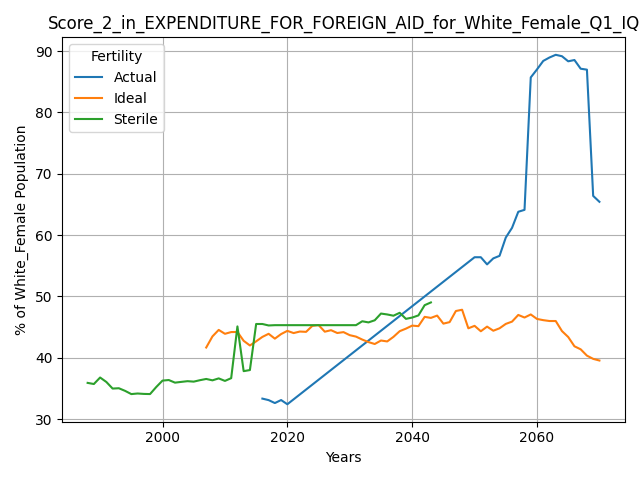 Score_2_in_EXPENDITURE_FOR_FOREIGN_AID_for_White_Female_Q1_IQ
Fertility
Actual
Ideal
Sterile
% of White_Female Population
90
80
70
60
50
40
30
2000
2020
2040
2060
Years